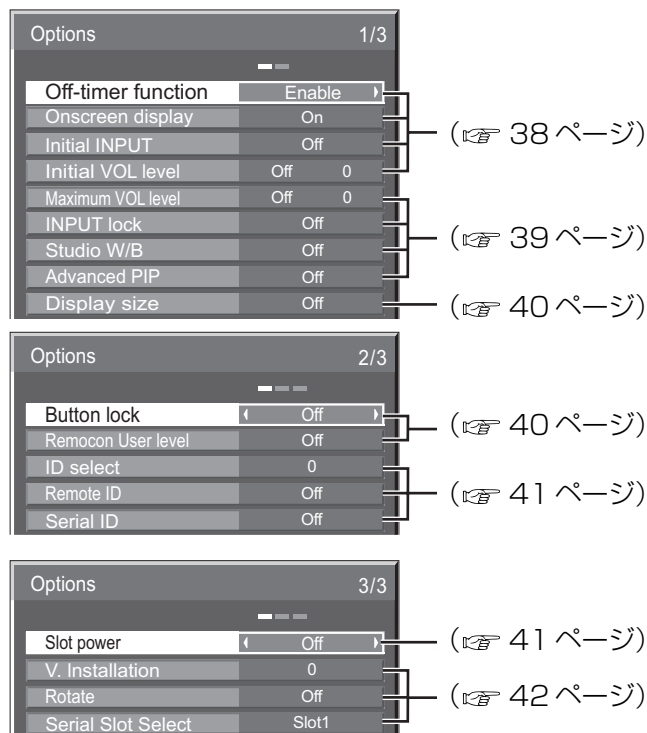 Options 1/3
Off-timer function Enable
Onscreen display On
Initial INPUT Off
Initial VOL level Off 0
(☞ 38 ページ)
Maximum VOL level Off 0
INPUT lock Off
Studio W/B Off
Advanced PIP Off
(☞ 39 ページ)
Display size Off
(☞ 40 ページ)
Options 2/3
Button lock Off
Remocon User level Off
(☞ 40 ページ)
ID select 0
Remote ID Off
Serial ID Off
(☞ 41 ページ)
Options 3/3
Slot power Off
(☞ 41 ページ)
V. Installation 0
Rotate Off
Serial Slot Select Slot1
(☞ 42 ページ)